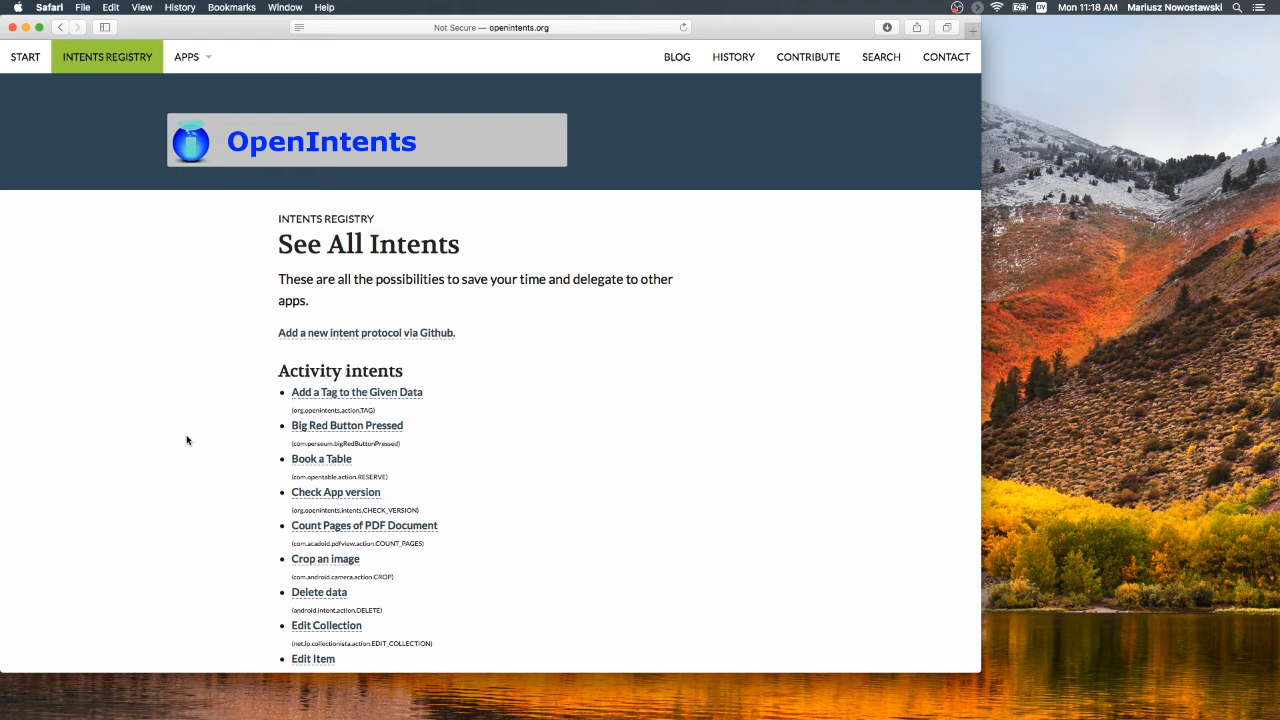 Safari File Edit View History Bookmarks Window Help
DV Mon 11:18 AM Mariusz Nowostawski
Not Secure — openintents.org
START INTENTS REGISTRY APPS BLOG HISTORY CONTRIBUTE SEARCH CONTACT
OpenIntents
INTENTS REGISTRY
See All Intents
These are all the possibilities to save your time and delegate to other
apps.
Add a new intent protocol via Github.
Activity intents
Add a Tag to the Given Data
(org.openintents.action.TAG)
Big Red Button Pressed
(com.perseum.bigRedButtonPressed)
Book a Table
(com.opentable.action.RESERVE)
Check App version
(org.openintents.intents.CHECK_VERSION)
Count Pages of PDF Document
(com.acadoid.pdfview.action.COUNT_PAGES)
Crop an image
(com.android.camera.action.CROP)
Delete data
(android.intent.action.DELETE)
Edit Collection
(net.lp.collectionista.action.EDIT_COLLECTION)
Edit Item